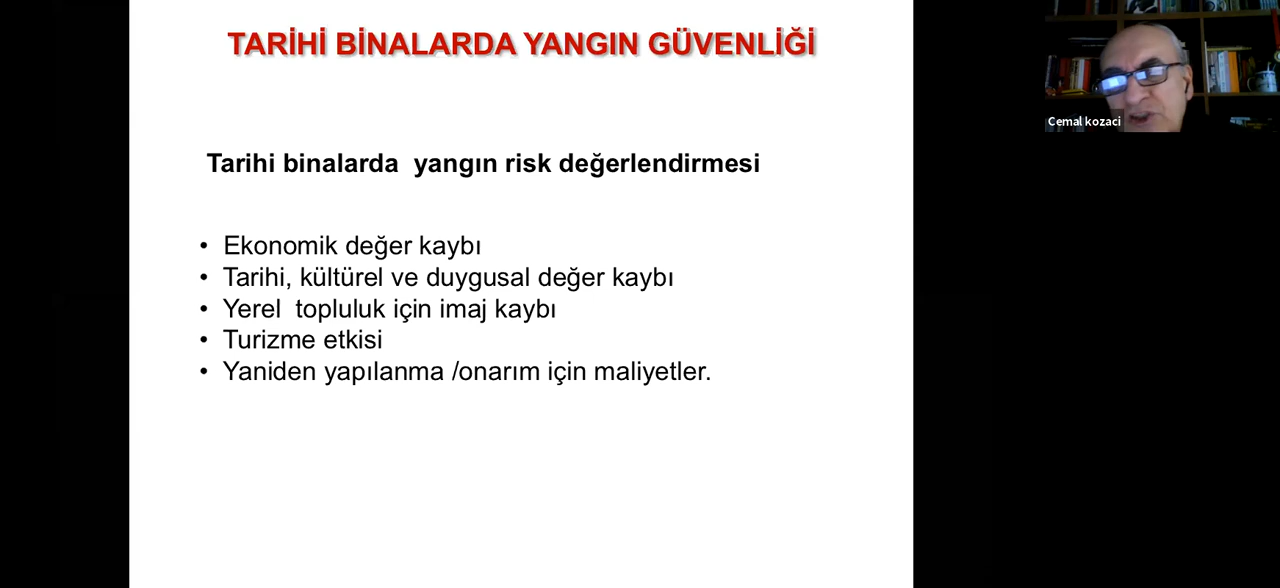 TARİHİ BİNALARDA YANGIN GÜVENLİĞİ
Cemal kozaci
Tarihi binalarda  yangın risk değerlendirmesi
• Ekonomik değer kaybı
• Tarihi, kültürel ve duygusal değer kaybı
• Yerel  topluluk için imaj kaybı
• Turizme etkisi
• Yaniden yapılanma /onarım için maliyetler.